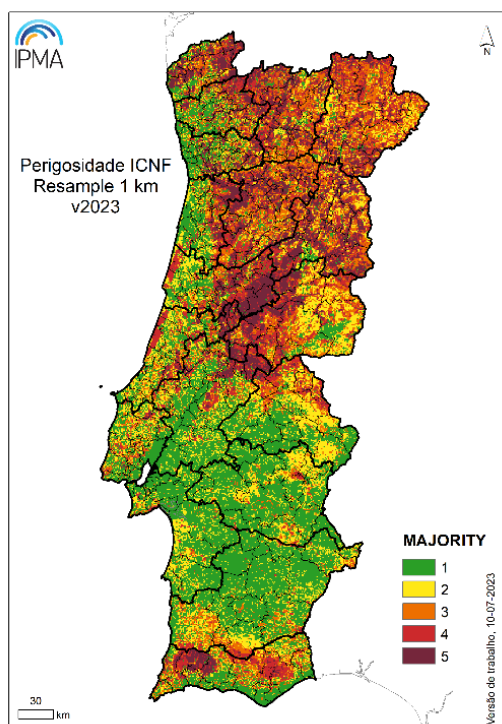 IPMA
N
Perigosidade ICNF
Resample 1 km
v2023
MAJORITY
1
2
3
4
5
Versão de trabalho, 10-07-2023
30
km